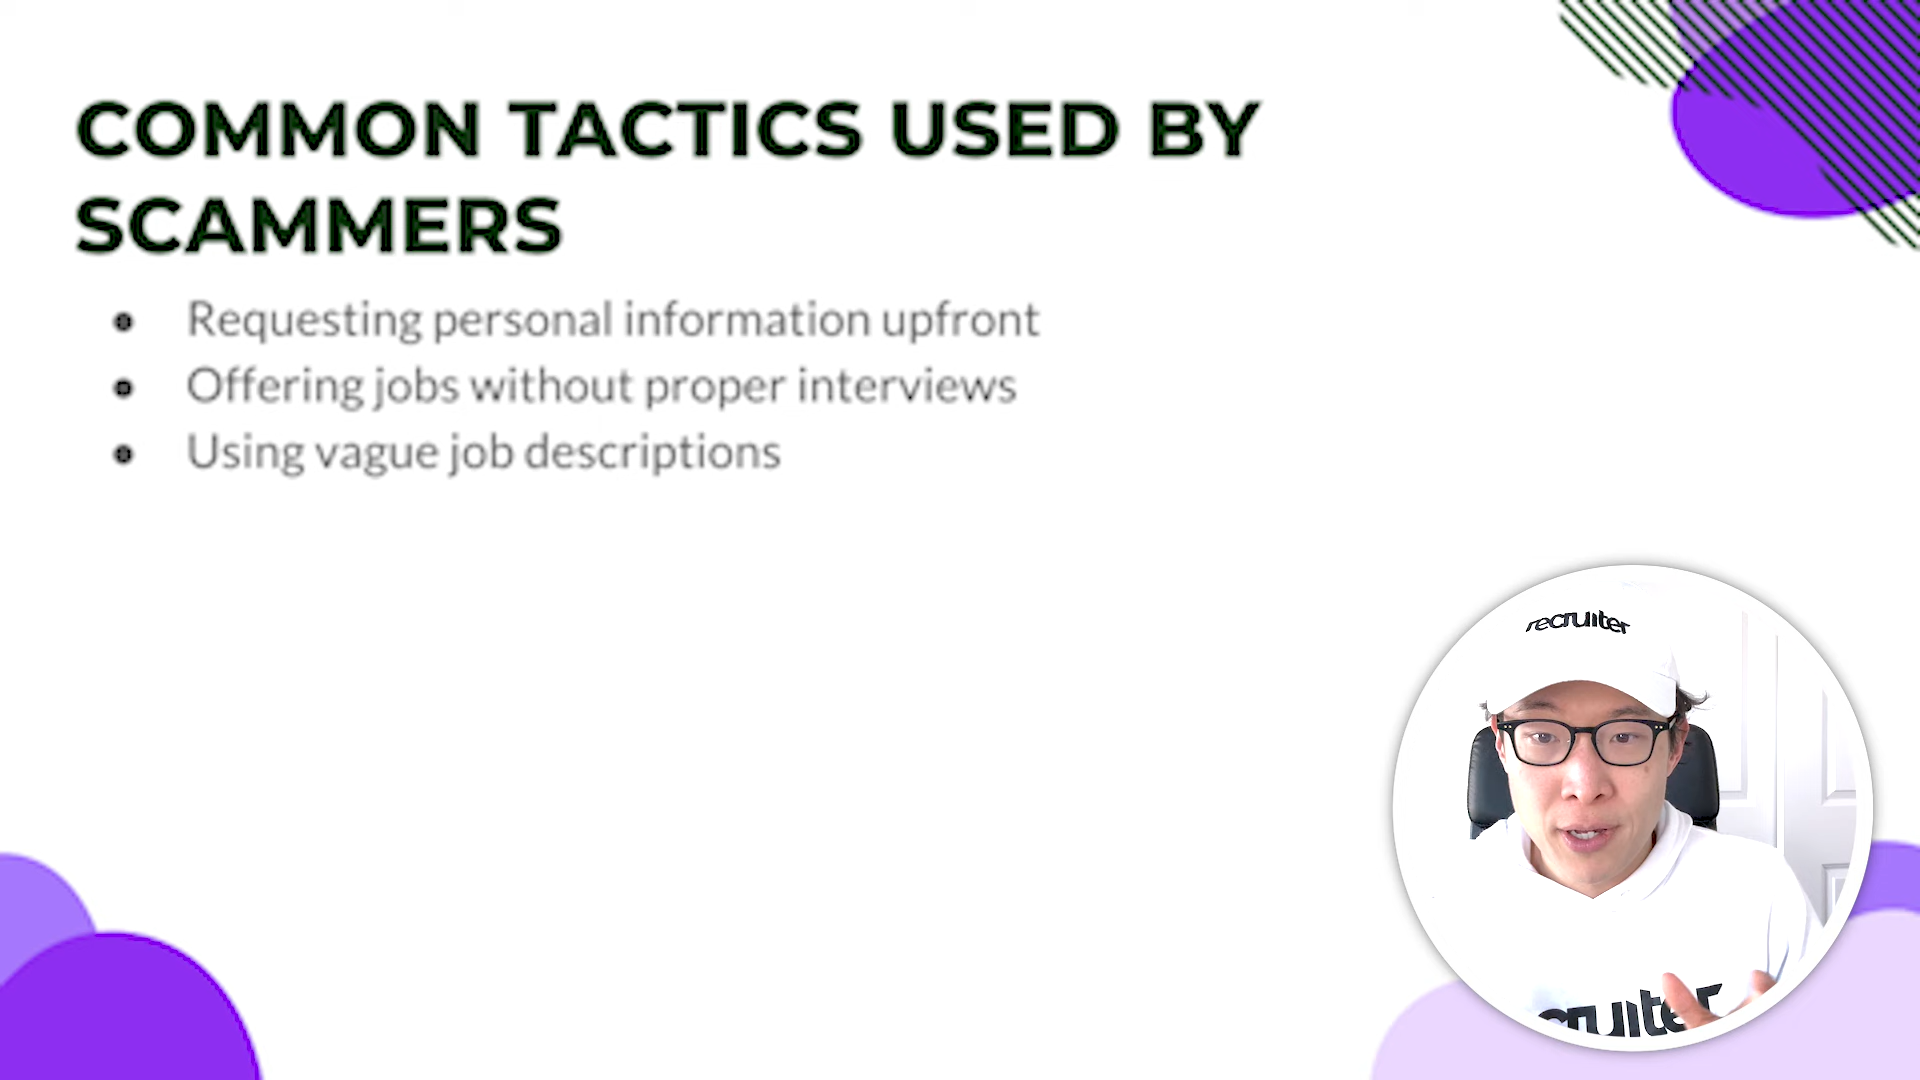 COMMON TACTICS USED BY
SCAMMERS
• Requesting personal information upfront
• Offering jobs without proper interviews
• Using vague job descriptions
recruiter
cruiter